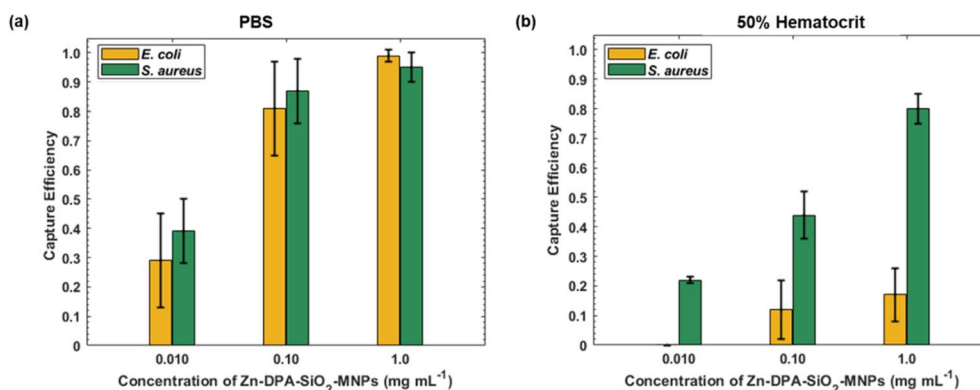 (a) PBS
E. coli
S. aureus
Capture Efficiency
1.0
0.9
0.8
0.7
0.6
0.5
0.4
0.3
0.2
0.1
0
0.010 0.10 1.0
Concentration of Zn-DPA-SiO₂-MNPs (mg mL⁻¹)
(b) 50% Hematocrit
E. coli
S. aureus
Capture Efficiency
1.0
0.9
0.8
0.7
0.6
0.5
0.4
0.3
0.2
0.1
0
0.010 0.10 1.0
Concentration of Zn-DPA-SiO₂-MNPs (mg mL⁻¹)